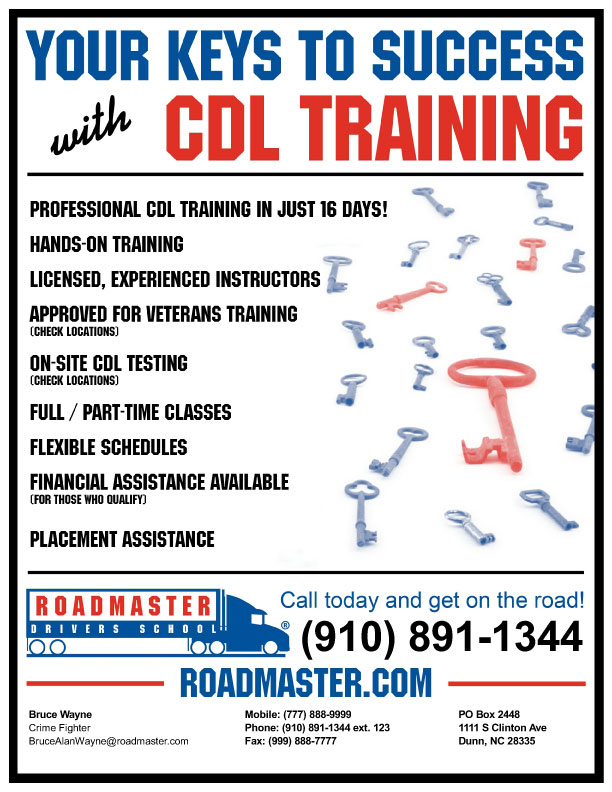 YOUR KEYS TO SUCCESS
with CDL TRAINING
PROFESSIONAL CDL TRAINING IN JUST 16 DAYS!
HANDS-ON TRAINING
LICENSED, EXPERIENCED INSTRUCTORS
APPROVED FOR VETERANS TRAINING
(CHECK LOCATIONS)
ON-SITE CDL TESTING
(CHECK LOCATIONS)
FULL / PART-TIME CLASSES
FLEXIBLE SCHEDULES
FINANCIAL ASSISTANCE AVAILABLE
(FOR THOSE WHO QUALIFY)
PLACEMENT ASSISTANCE
ROADMASTER
DRIVERS SCHOOL
®
Call today and get on the road!
(910) 891-1344
ROADMASTER.COM
Bruce Wayne
Crime Fighter
BruceAlanWayne@roadmaster.com
Mobile: (777) 888-9999
Phone: (910) 891-1344 ext. 123
Fax: (999) 888-7777
PO Box 2448
1111 S Clinton Ave
Dunn, NC 28335